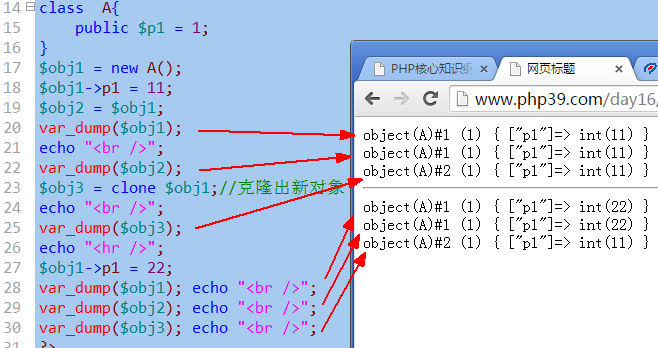 14 class  A{
15 public $p1 = 1;
16 }
17 $obj1 = new A();
18 $obj1->p1 = 11;
19 $obj2 = $obj1;
20 var_dump($obj1);
21 echo "<br />";
22 var_dump($obj2);
23 $obj3 = clone $obj1;//克隆出新对象
24 echo "<br />";
25 var_dump($obj3);
26 echo "<hr />";
27 $obj1->p1 = 22;
28 var_dump($obj1); echo "<br />";
29 var_dump($obj2); echo "<br />";
30 var_dump($obj3); echo "<br />";
31 ?>
PHP核心知识
网页标题
www.php39.com/day16/
object(A)#1 (1) { ["p1"]=> int(11) }
object(A)#1 (1) { ["p1"]=> int(11) }
object(A)#2 (1) { ["p1"]=> int(11) }
object(A)#1 (1) { ["p1"]=> int(22) }
object(A)#1 (1) { ["p1"]=> int(22) }
object(A)#2 (1) { ["p1"]=> int(11) }